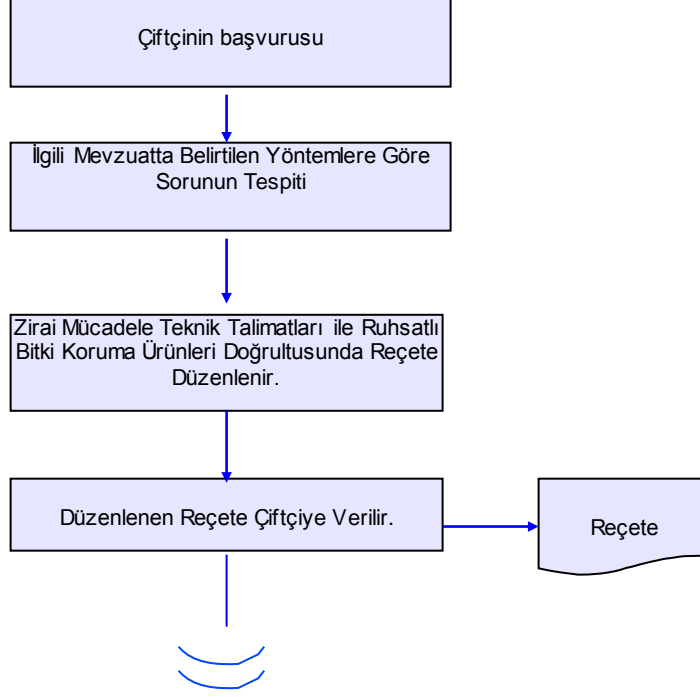 Çiftçinin başvurusu
İlgili Mevzuatta Belirtilen Yöntemlere Göre
Sorunun Tespiti
Zirai Mücadele Teknik Talimatları ile Ruhsatlı
Bitki Koruma Ürünleri Doğrultusunda Reçete
Düzenlenir.
Düzenlenen Reçete Çiftçiye Verilir.
Reçete